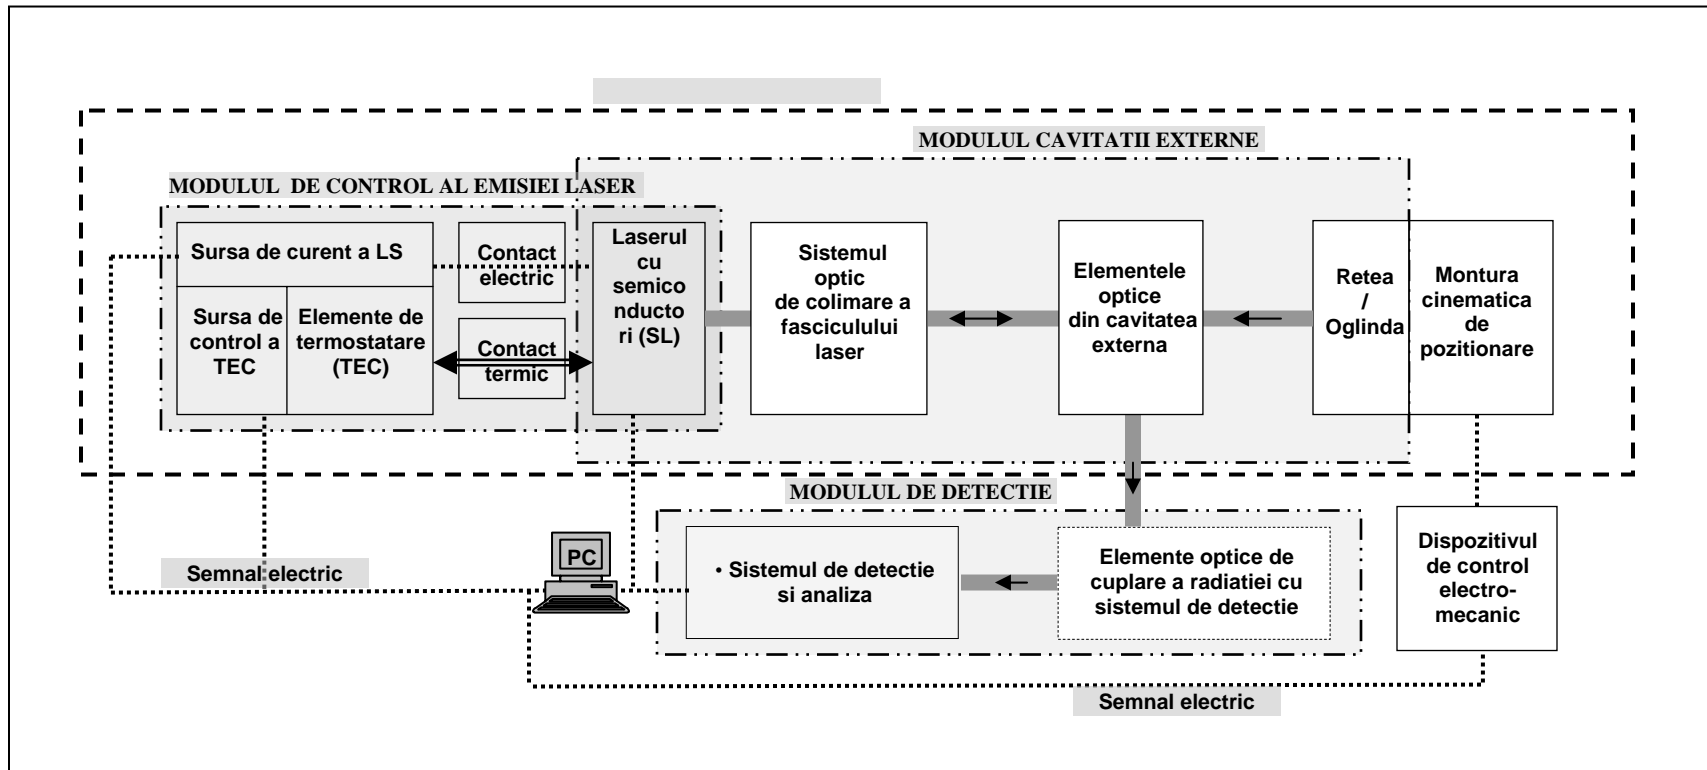 MODULUL CAVITATII EXTERNE
MODULUL DE CONTROL AL EMISIEI LASER
Sursa de curent a LS
Sursa de
control a
TEC
Elemente de
termostatare
(TEC)
Contact
electric
Contact
termic
Laserul
cu
semico
nducto
ri (SL)
Sistemul
optic
de colimare a
fasciculului
laser
Elementele
optice
din cavitatea
externa
Retea
/
Oglinda
Montura
cinematica
de
pozitionare
MODULUL DE DETECTIE
PC
• Sistemul de detectie
si analiza
Elemente optice de
cuplare a radiatiei cu
sistemul de detectie
Dispozitivul
de control
electro-
mecanic
Semnal electric
Semnal electric